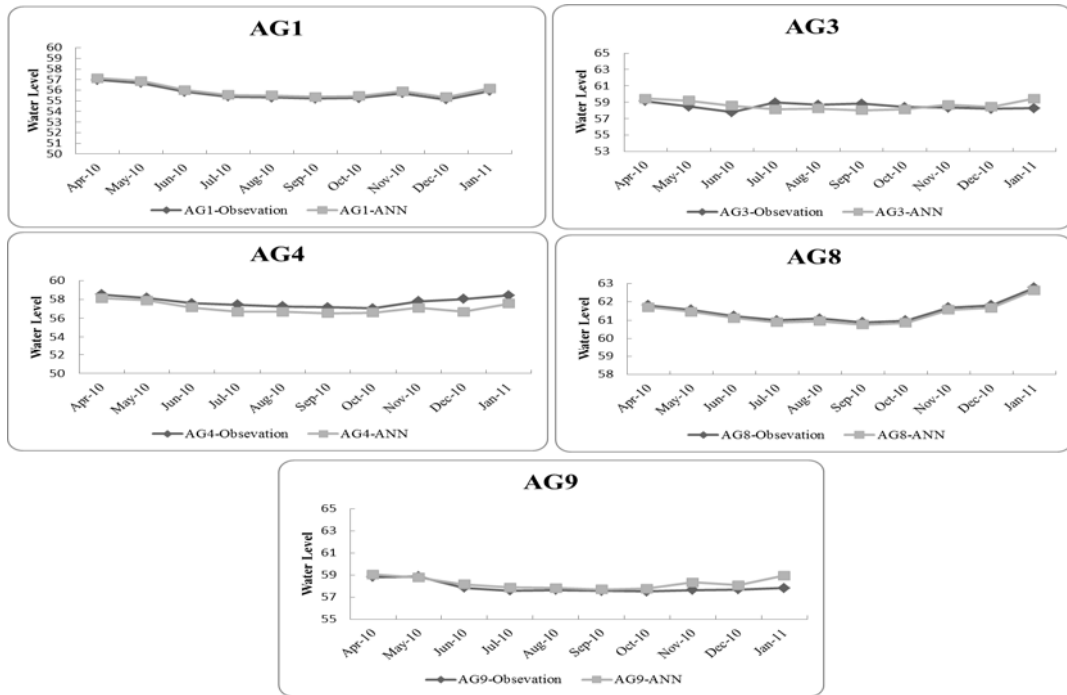 AG1
Water Level
60
59
58
57
56
55
54
53
52
51
50
Apr-10 May-10 Jun-10 Jul-10 Aug-10 Sep-10 Oct-10 Nov-10 Dec-10 Jan-11
AG1-Obsevation AG1-ANN
AG3
Water Level
65
63
61
59
57
55
53
Apr-10 May-10 Jun-10 Jul-10 Aug-10 Sep-10 Oct-10 Nov-10 Dec-10 Jan-11
AG3-Obsevation AG3-ANN
AG4
Water Level
60
58
56
54
52
50
Apr-10 May-10 Jun-10 Jul-10 Aug-10 Sep-10 Oct-10 Nov-10 Dec-10 Jan-11
AG4-Obsevation AG4-ANN
AG8
Water Level
63
62
61
60
59
58
Apr-10 May-10 Jun-10 Jul-10 Aug-10 Sep-10 Oct-10 Nov-10 Dec-10 Jan-11
AG8-Obsevation AG8-ANN
AG9
Water Level
65
63
61
59
57
55
Apr-10 May-10 Jun-10 Jul-10 Aug-10 Sep-10 Oct-10 Nov-10 Dec-10 Jan-11
AG9-Obsevation AG9-ANN